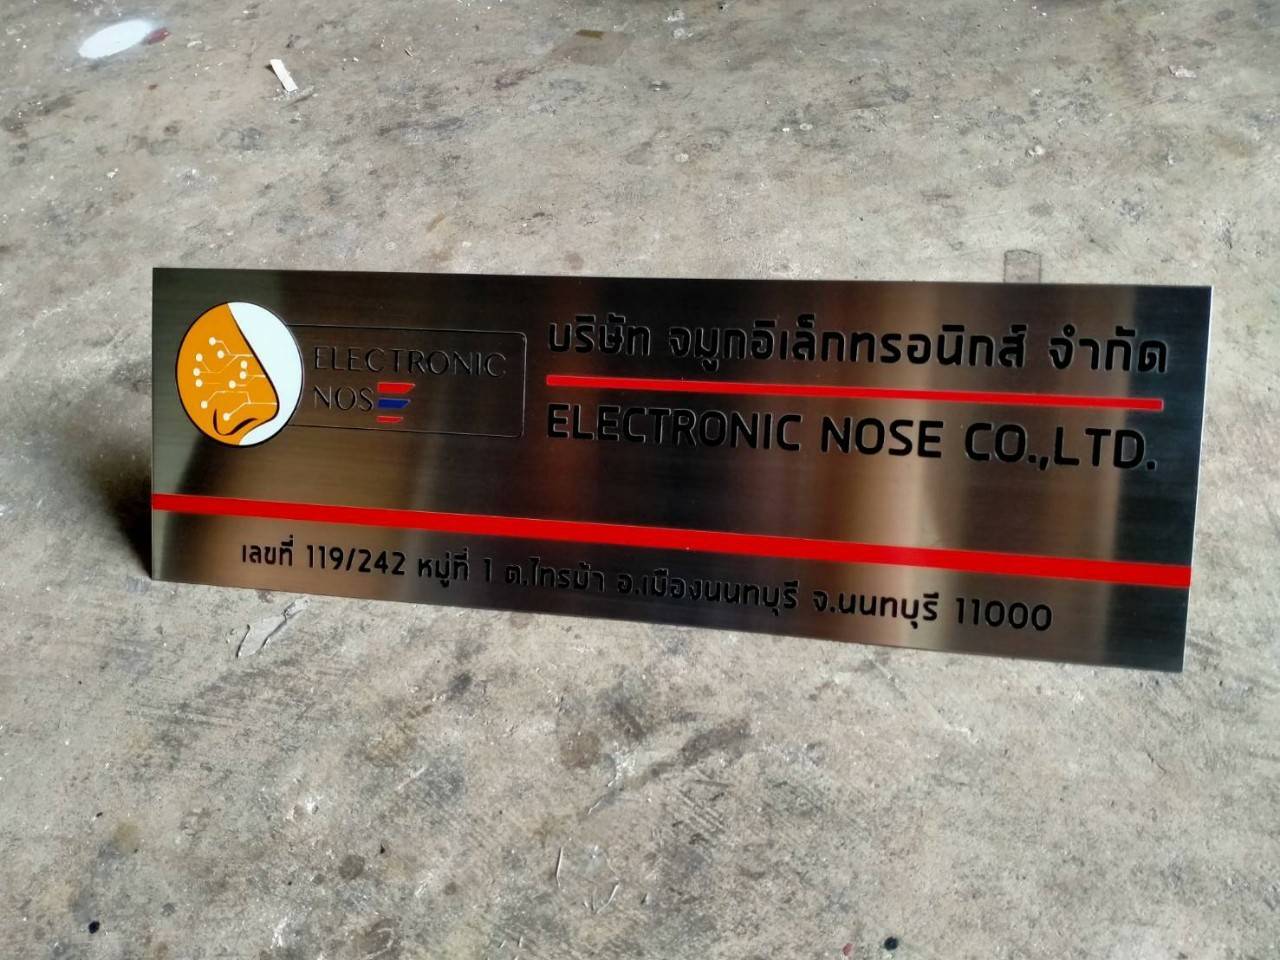 ELECTRONIC
NOSE
บริษัท จมูกอิเล็กทรอนิกส์ จำกัด
ELECTRONIC NOSE CO.,LTD.
เลขที่ 119/242 หมู่ที่ 1 ต.ไทรม้า อ.เมืองนนทบุรี จ.นนทบุรี 11000